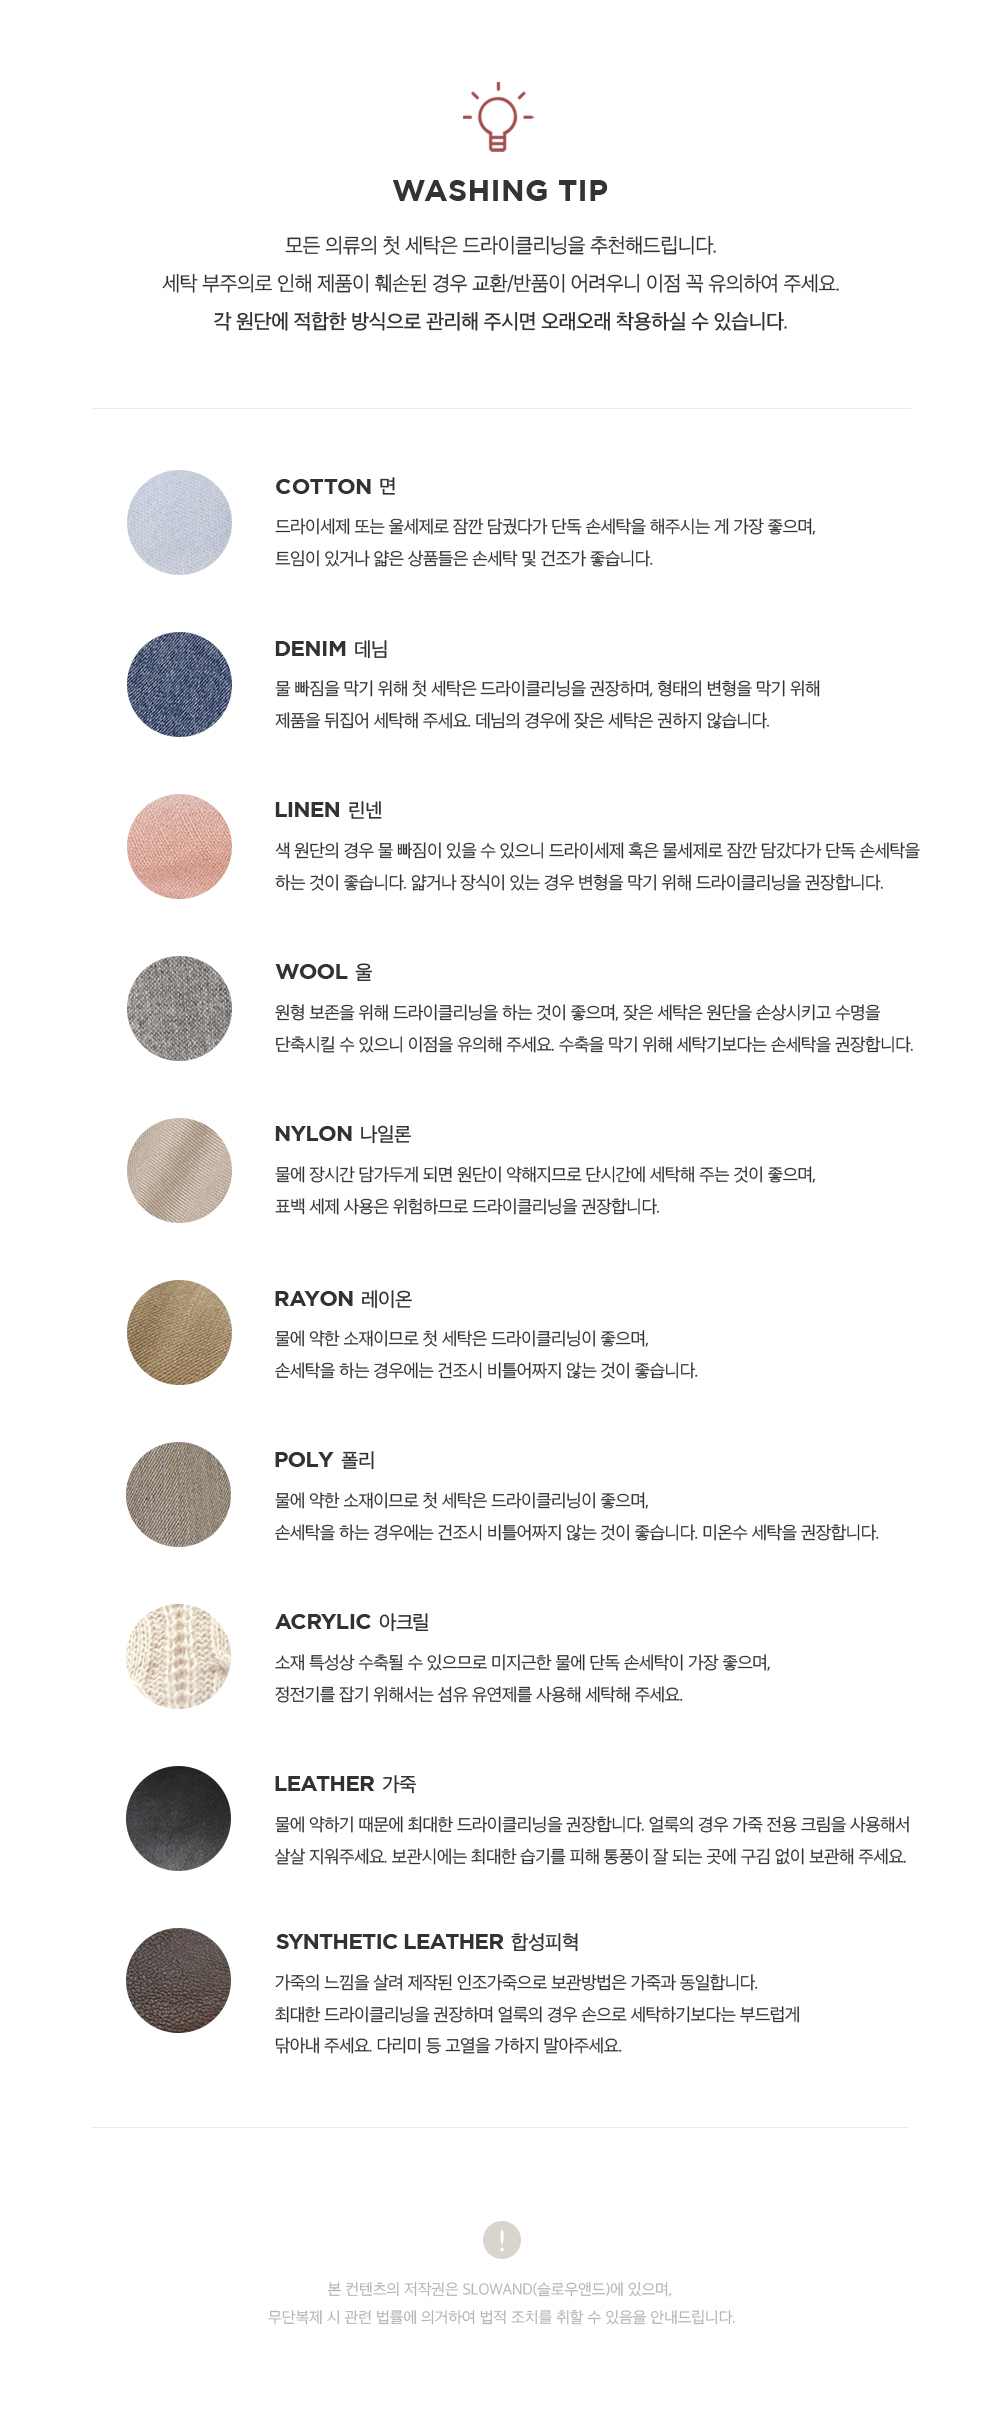 WASHING TIP
모든 의류의 첫 세탁은 드라이클리닝을 추천해드립니다.
세탁 부주의로 인해 제품이 훼손된 경우 교환/반품이 어려우니 이점 꼭 유의하여 주세요.
각 원단에 적합한 방식으로 관리해 주시면 오래오래 착용하실 수 있습니다.
COTTON 면
드라이세제 또는 울세제로 잠깐 담궜다가 단독 손세탁을 해주시는 게 가장 좋으며,
트임이 있거나 얇은 상품들은 손세탁 및 건조가 좋습니다.
DENIM 데님
물 빠짐을 막기 위해 첫 세탁은 드라이클리닝을 권장하며, 형태의 변형을 막기 위해
제품을 뒤집어 세탁해 주세요. 데님의 경우에 잦은 세탁은 권하지 않습니다.
LINEN 린넨
색 원단의 경우 물 빠짐이 있을 수 있으니 드라이세제 혹은 물세제로 잠깐 담갔다가 단독 손세탁을
하는 것이 좋습니다. 얇거나 장식이 있는 경우 변형을 막기 위해 드라이클리닝을 권장합니다.
WOOL 울
원형 보존을 위해 드라이클리닝을 하는 것이 좋으며, 잦은 세탁은 원단을 손상시키고 수명을
단축시킬 수 있으니 이점을 유의해 주세요. 수축을 막기 위해 세탁기보다는 손세탁을 권장합니다.
NYLON 나일론
물에 장시간 담가두게 되면 원단이 약해지므로 단시간에 세탁해 주는 것이 좋으며,
표백 세제 사용은 위험하므로 드라이클리닝을 권장합니다.
RAYON 레이온
물에 약한 소재이므로 첫 세탁은 드라이클리닝이 좋으며,
손세탁을 하는 경우에는 건조시 비틀어짜지 않는 것이 좋습니다.
POLY 폴리
물에 약한 소재이므로 첫 세탁은 드라이클리닝이 좋으며,
손세탁을 하는 경우에는 건조시 비틀어짜지 않는 것이 좋습니다. 미온수 세탁을 권장합니다.
ACRYLIC 아크릴
소재 특성상 수축될 수 있으므로 미지근한 물에 단독 손세탁이 가장 좋으며,
정전기를 잡기 위해서는 섬유 유연제를 사용해 세탁해 주세요.
LEATHER 가죽
물에 약하기 때문에 최대한 드라이클리닝을 권장합니다. 얼룩의 경우 가죽 전용 크림을 사용해서
살살 지워주세요. 보관시에는 최대한 습기를 피해 통풍이 잘 되는 곳에 구김 없이 보관해 주세요.
SYNTHETIC LEATHER 합성피혁
가죽의 느낌을 살려 제작된 인조가죽으로 보관방법은 가죽과 동일합니다.
최대한 드라이클리닝을 권장하며 얼룩의 경우 손으로 세탁하기보다는 부드럽게
닦아내 주세요. 다리미 등 고열을 가하지 말아주세요.
!
본 컨텐츠의 저작권은 SLOWAND(슬로우앤드)에 있으며,
무단복제 시 관련 법률에 의거하여 법적 조치를 취할 수 있음을 안내드립니다.